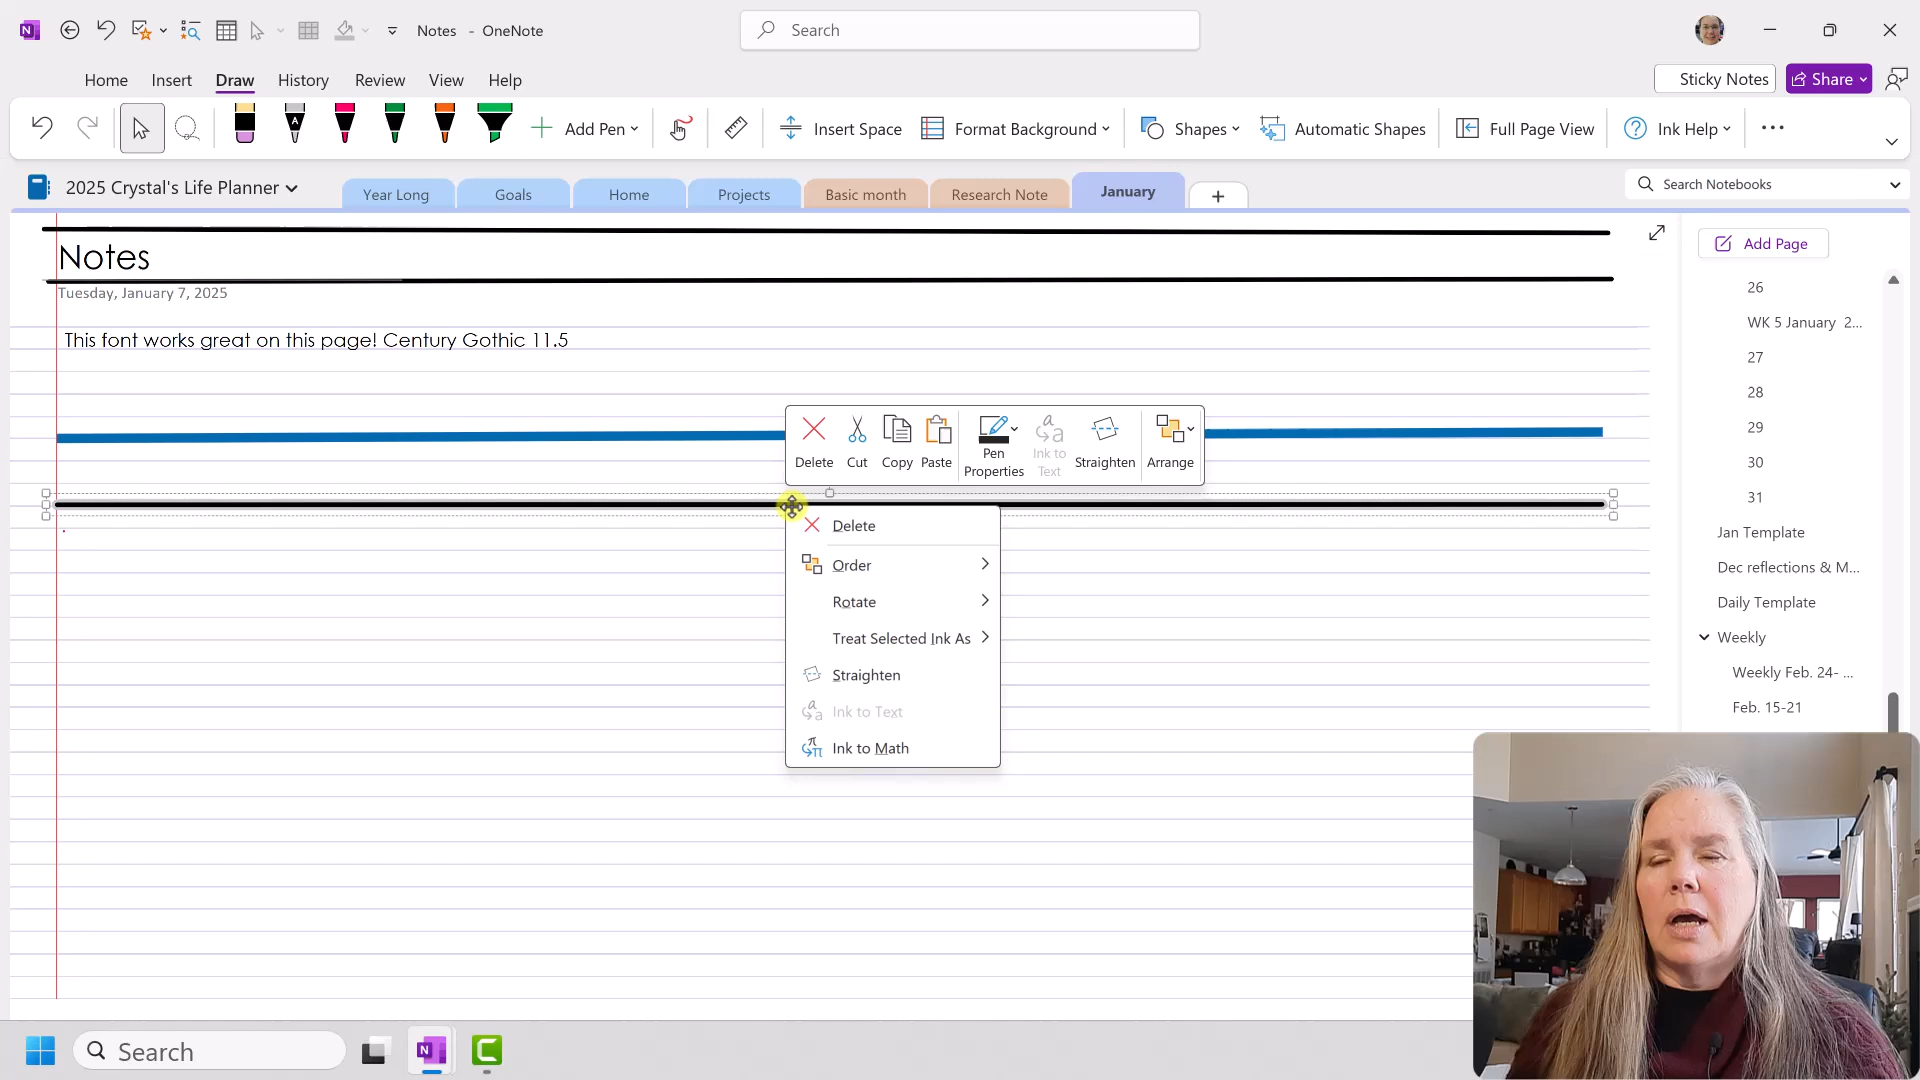 Notes - OneNote
Search
Home Insert Draw History Review View Help
Sticky Notes Share
Add Pen Insert Space Format Background Shapes Automatic Shapes Full Page View Ink Help
2025 Crystal's Life Planner
Year Long Goals Home Projects Basic month Research Note January
Search Notebooks
Notes
Tuesday, January 7, 2025
This font works great on this page! Century Gothic 11.5
Delete Cut Copy Paste Pen Properties Ink to Text Straighten Arrange
Delete
Order
Rotate
Treat Selected Ink As
Straighten
Ink to Text
Ink to Math
Add Page
26
WK 5 January 2...
27
28
29
30
31
Jan Template
Dec reflections & M...
Daily Template
Weekly
Weekly Feb. 24- ...
Feb. 15-21
Search